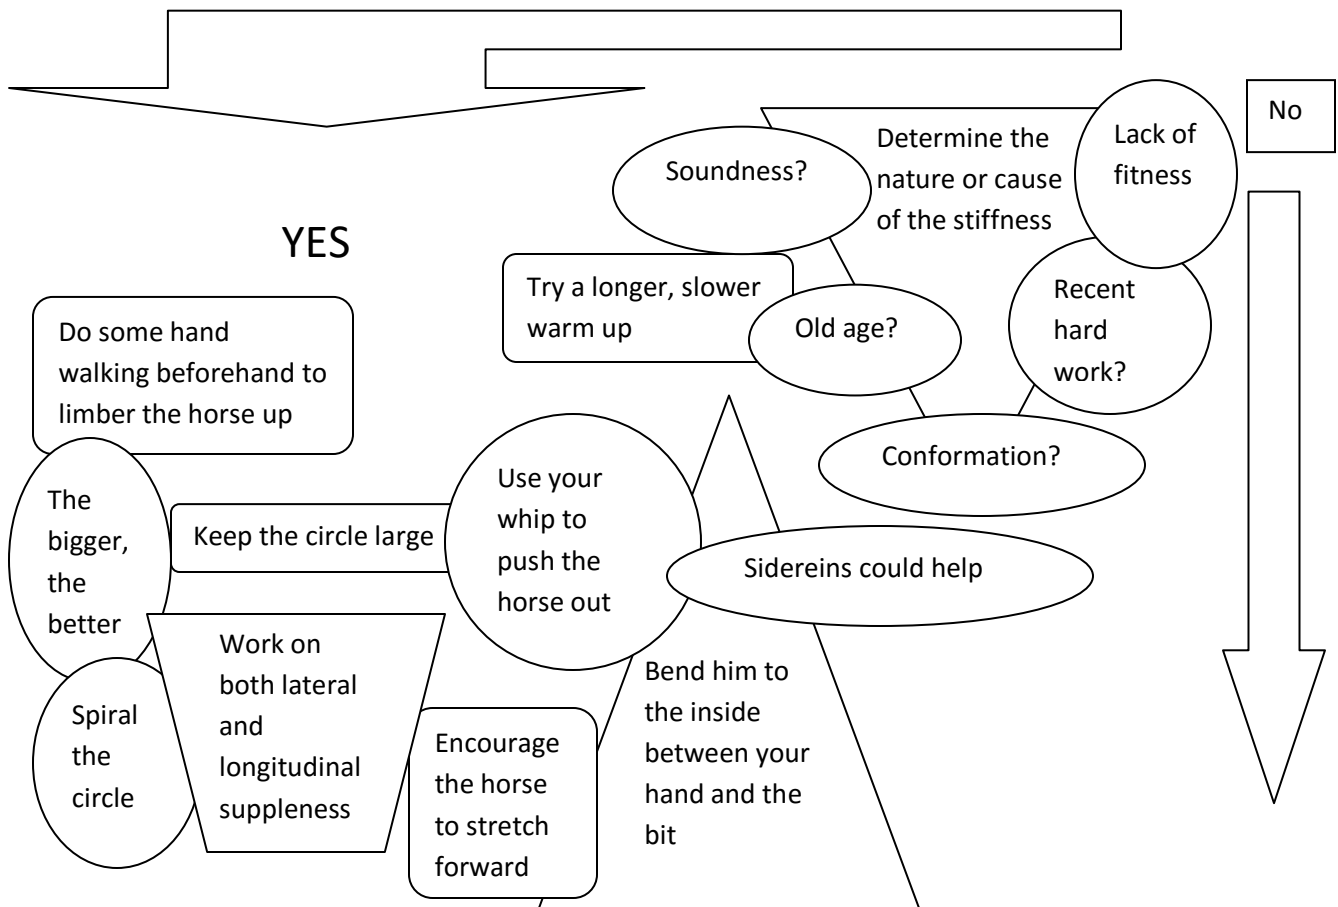 No
Determine the
nature or cause
of the stiffness
Lack of
fitness
Soundness?
YES
Try a longer, slower
warm up
Old age?
Recent
hard
work?
Do some hand
walking beforehand to
limber the horse up
Conformation?
The
bigger,
the
better
Keep the circle large
Use your
whip to
push the
horse out
Sidereins could help
Work on
both lateral
and
longitudinal
suppleness
Spiral
the
circle
Encourage
the horse
to stretch
forward
Bend him to
the inside
between your
hand and the
bit